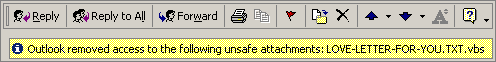 Reply Reply to All Forward
Outlook removed access to the following unsafe attachments: LOVE-LETTER-FOR-YOU.TXT.vbs